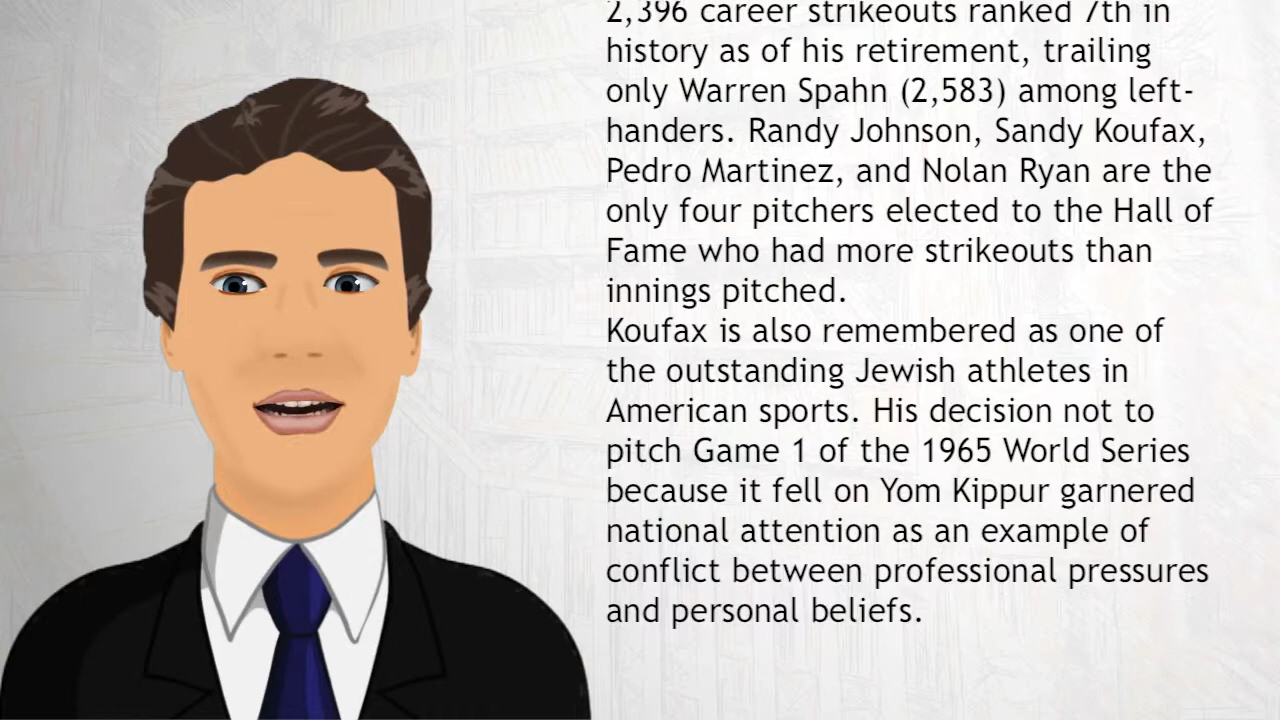 2,396 career strikeouts ranked 7th in
history as of his retirement, trailing
only Warren Spahn (2,583) among left-
handers. Randy Johnson, Sandy Koufax,
Pedro Martinez, and Nolan Ryan are the
only four pitchers elected to the Hall of
Fame who had more strikeouts than
innings pitched.
Koufax is also remembered as one of
the outstanding Jewish athletes in
American sports. His decision not to
pitch Game 1 of the 1965 World Series
because it fell on Yom Kippur garnered
national attention as an example of
conflict between professional pressures
and personal beliefs.